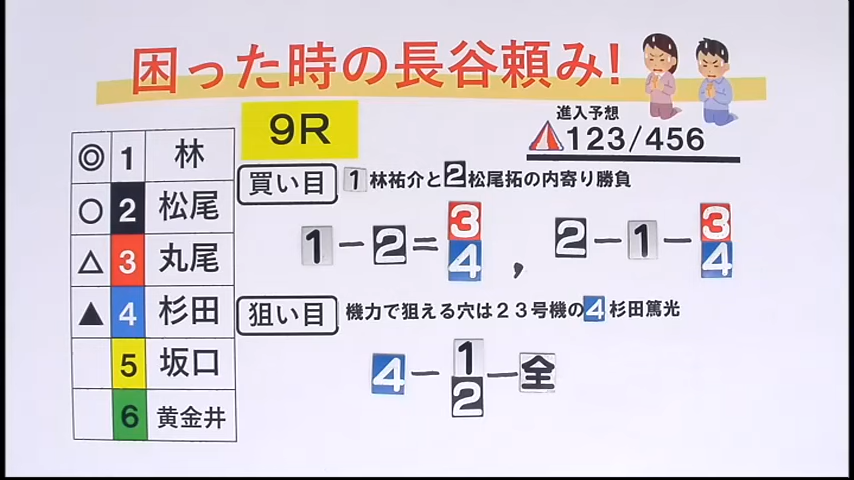 困った時の長谷頼み!
9R
進入予想
123/456
◎ 1 林
○ 2 松尾
△ 3 丸尾
▲ 4 杉田
5 坂口
6 黄金井
買い目 1林祐介と2松尾拓の内寄り勝負
1-2=3 4 , 2-1-3 4
狙い目 機力で狙える穴は23号機の4杉田篤光
4-1 2-全